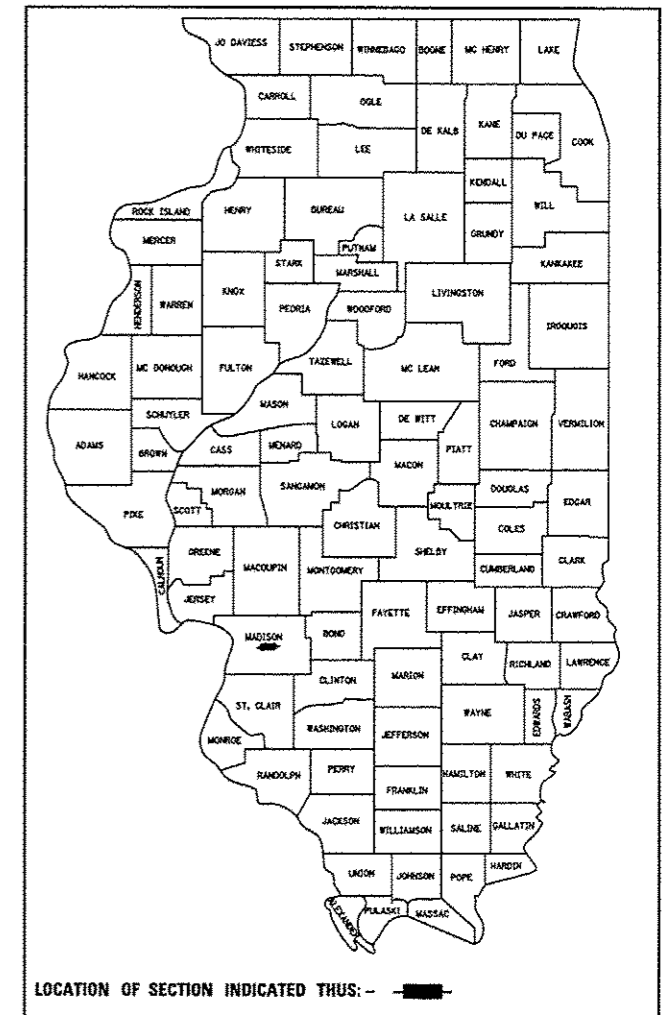 JO DAVIESS STEPHENSON WINNEBAGO BOONE MC HENRY LAKE
CARROLL OGLE DE KALB KANE DU PAGE COOK
WHITESIDE LEE KENDALL WILL
ROCK ISLAND HENRY BUREAU LA SALLE GRUNDY
MERCER PUTNAM KANKAKEE
HENDERSON WARREN KNOX STARK MARSHALL LIVINGSTON
PEORIA WOODFORD IROQUOIS
HANCOCK MC DONOUGH FULTON TAZEWELL MC LEAN FORD
SCHUYLER MASON LOGAN DE WITT CHAMPAIGN VERMILION
ADAMS BROWN CASS MENARD MACON PIATT
PIKE SCOTT MORGAN SANGAMON MOULTRIE DOUGLAS EDGAR
CHRISTIAN COLES
CALHOUN GREENE MACOUPIN MONTGOMERY SHELBY CUMBERLAND CLARK
JERSEY FAYETTE EFFINGHAM JASPER CRAWFORD
MADISON BOND CLAY RICHLAND LAWRENCE
CLINTON MARION
ST. CLAIR WAYNE EDWARDS WABASH
MONROE WASHINGTON JEFFERSON
RANDOLPH PERRY HAMILTON WHITE
FRANKLIN
JACKSON WILLIAMSON SALINE GALLATIN
UNION JOHNSON POPE HARDIN
ALEXANDER PULASKI MASSAC
LOCATION OF SECTION INDICATED THUS: -